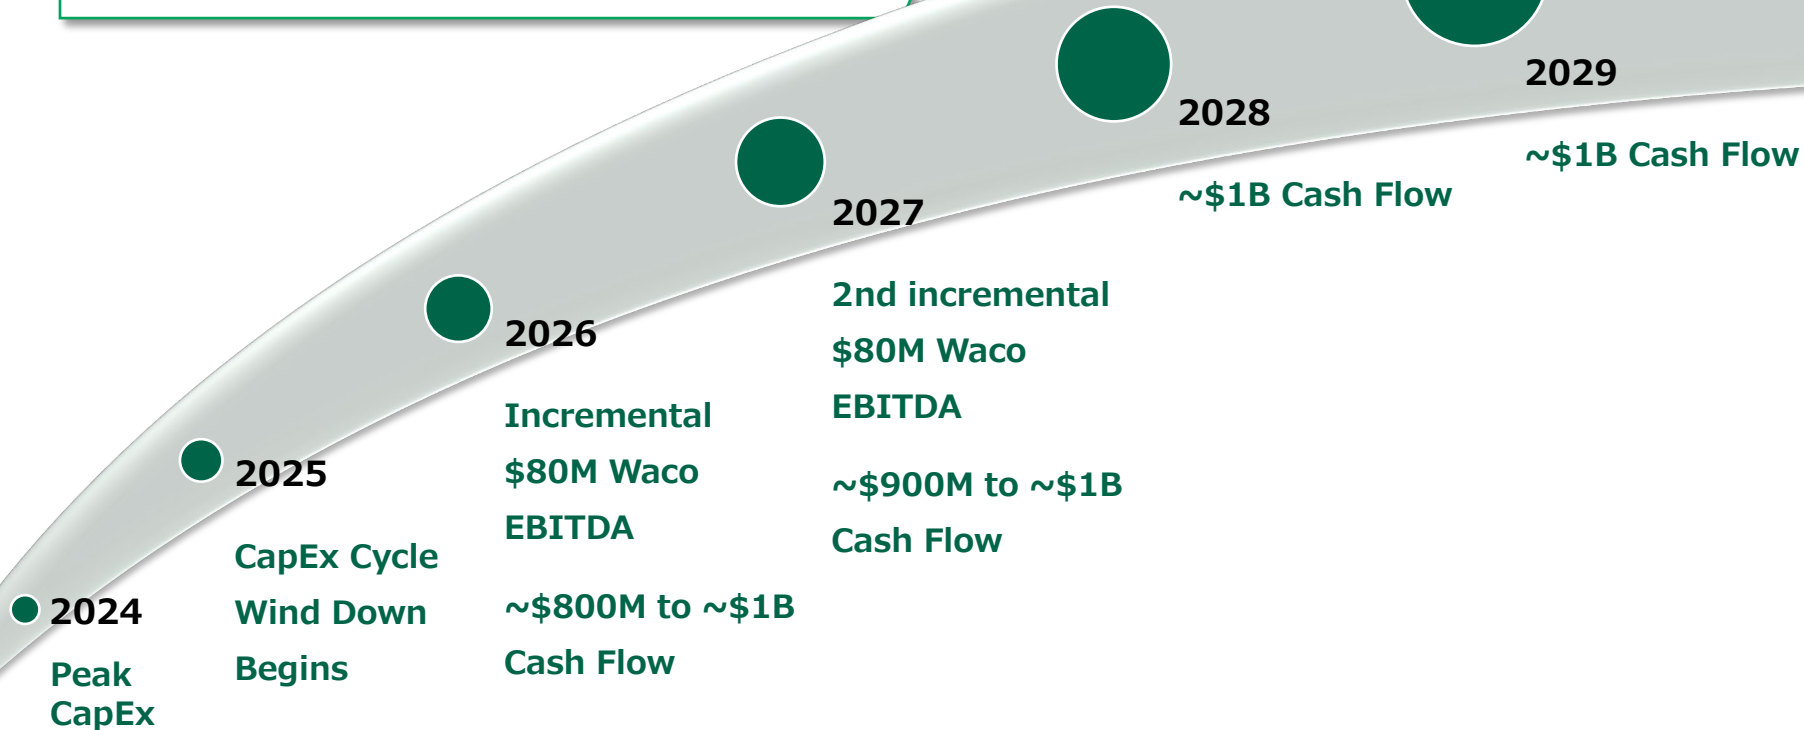 2024
Peak
CapEx
2025
CapEx Cycle
Wind Down
Begins
2026
Incremental
$80M Waco
EBITDA
~$800M to ~$1B
Cash Flow
2027
2nd incremental
$80M Waco
EBITDA
~$900M to ~$1B
Cash Flow
2028
~$1B Cash Flow
2029
~$1B Cash Flow